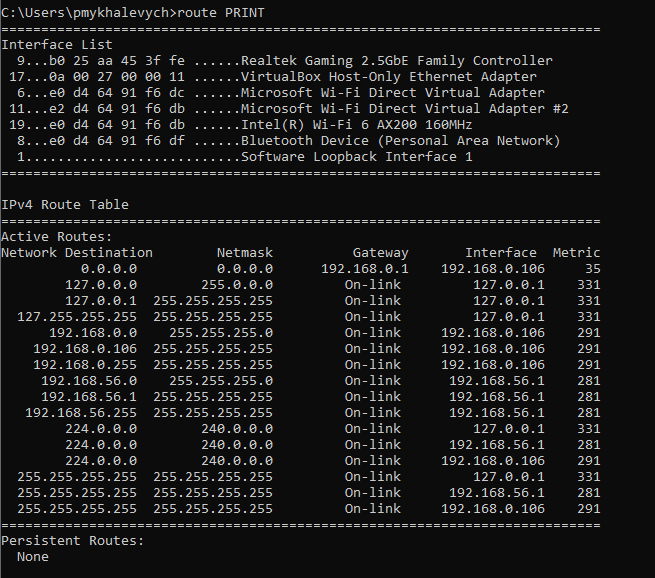 C:\Users\pmykhalevych>route PRINT
===========================================================================
Interface List
  9...b0 25 aa 45 3f fe ......Realtek Gaming 2.5GbE Family Controller
 17...0a 00 27 00 00 11 ......VirtualBox Host-Only Ethernet Adapter
  6...e0 d4 64 91 f6 dc ......Microsoft Wi-Fi Direct Virtual Adapter
 11...e2 d4 64 91 f6 db ......Microsoft Wi-Fi Direct Virtual Adapter #2
 19...e0 d4 64 91 f6 db ......Intel(R) Wi-Fi 6 AX200 160MHz
  8...e0 d4 64 91 f6 df ......Bluetooth Device (Personal Area Network)
  1...........................Software Loopback Interface 1
===========================================================================
IPv4 Route Table
===========================================================================
Active Routes:
Network Destination        Netmask          Gateway       Interface  Metric
          0.0.0.0          0.0.0.0      192.168.0.1    192.168.0.106     35
        127.0.0.0        255.0.0.0         On-link         127.0.0.1    331
        127.0.0.1  255.255.255.255         On-link         127.0.0.1    331
  127.255.255.255  255.255.255.255         On-link         127.0.0.1    331
      192.168.0.0    255.255.255.0         On-link     192.168.0.106    291
    192.168.0.106  255.255.255.255         On-link     192.168.0.106    291
    192.168.0.255  255.255.255.255         On-link     192.168.0.106    291
     192.168.56.0    255.255.255.0         On-link      192.168.56.1    281
     192.168.56.1  255.255.255.255         On-link      192.168.56.1    281
   192.168.56.255  255.255.255.255         On-link      192.168.56.1    281
        224.0.0.0        240.0.0.0         On-link         127.0.0.1    331
        224.0.0.0        240.0.0.0         On-link      192.168.56.1    281
        224.0.0.0        240.0.0.0         On-link     192.168.0.106    291
  255.255.255.255  255.255.255.255         On-link         127.0.0.1    331
  255.255.255.255  255.255.255.255         On-link      192.168.56.1    281
  255.255.255.255  255.255.255.255         On-link     192.168.0.106    291
===========================================================================
Persistent Routes:
  None